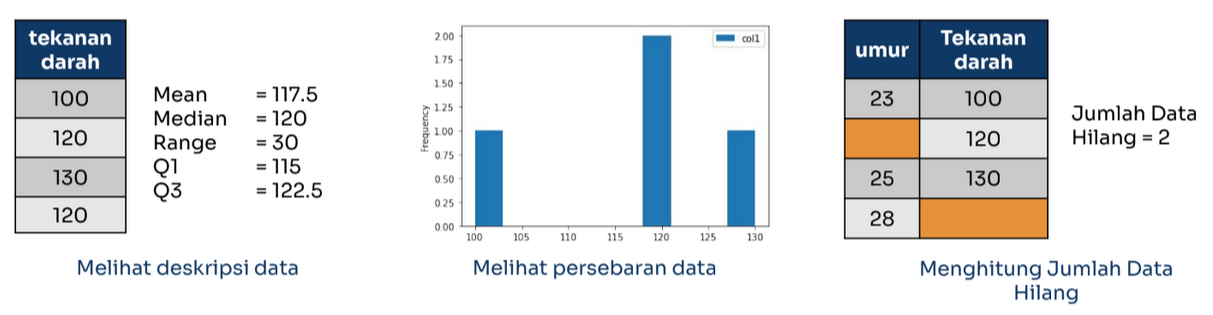 tekanan
darah
100
120
130
120
Mean = 117.5
Median = 120
Range = 30
Q1 = 115
Q3 = 122.5
Melihat deskripsi data
2.00
1.75
1.50
1.25
1.00
0.75
0.50
0.25
0.00
Frequency
col1
100 105 110 115 120 125 130
Melihat persebaran data
umur Tekanan
darah
23 100
120
25 130
28
Jumlah Data
Hilang = 2
Menghitung Jumlah Data
Hilang